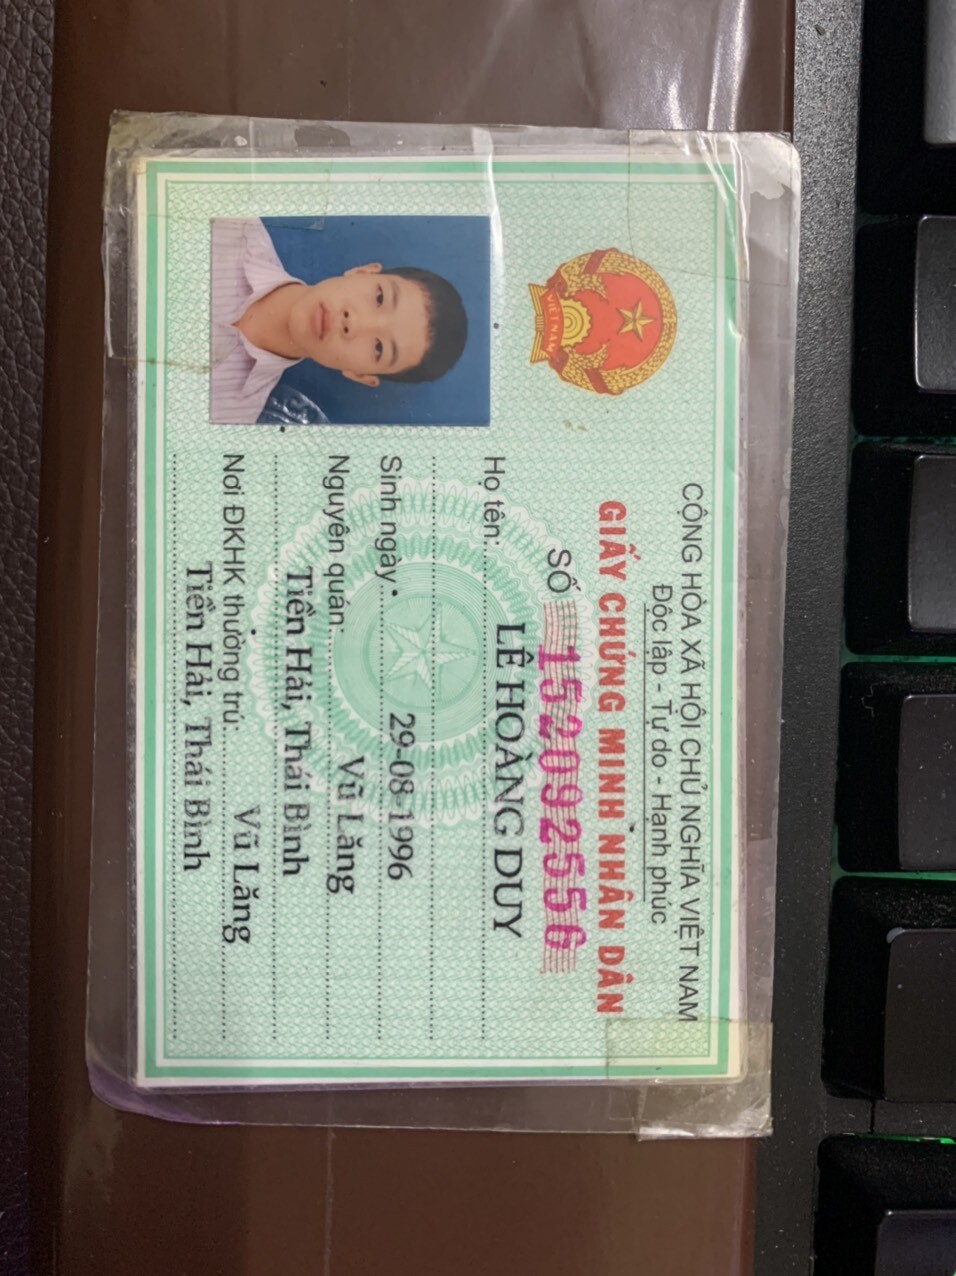 CỘNG HÒA XÃ HỘI CHỦ NGHĨA VIỆT NAM
Độc lập - Tự do - Hạnh phúc
GIẤY CHỨNG MINH NHÂN DÂN
SỐ 152092556
Họ tên: LÊ HOÀNG DUY
Sinh ngày 29-08-1996
Nguyên quán: Vũ Lăng
Tiền Hải, Thái Bình
Nơi ĐKHK thường trú: Vũ Lăng
Tiền Hải, Thái Bình
VIỆT NAM